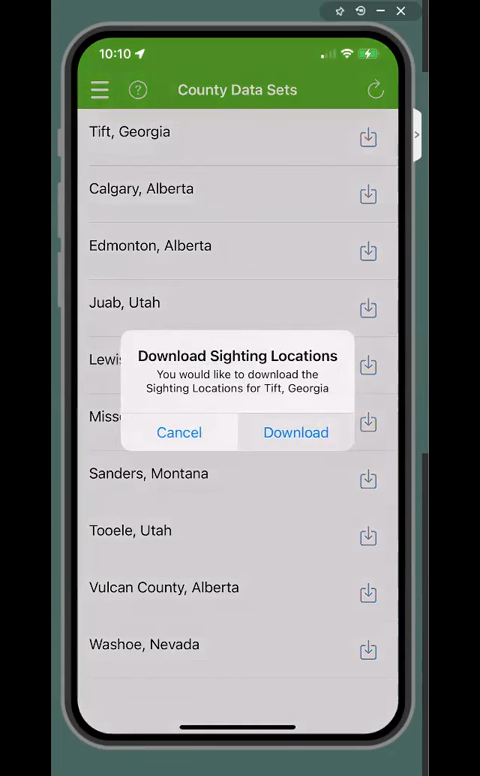 10:10
County Data Sets
Tift, Georgia
Calgary, Alberta
Edmonton, Alberta
Juab, Utah
Download Sighting Locations
Lewis
You would like to download the
Sighting Locations for Tift, Georgia
Misso
Cancel
Download
Sanders, Montana
Tooele, Utah
Vulcan County, Alberta
Washoe, Nevada